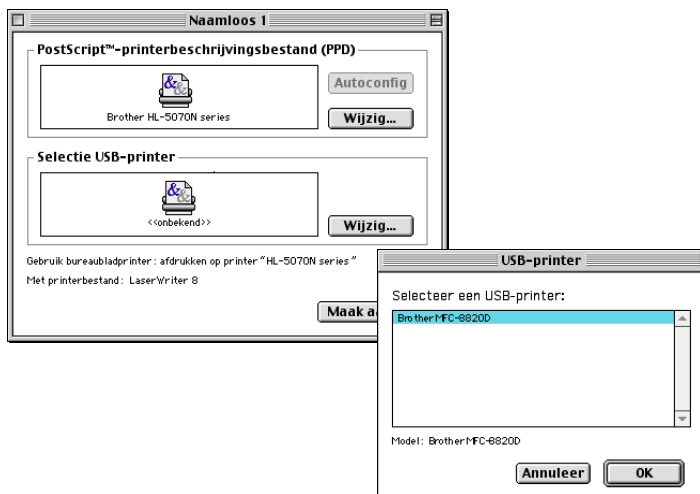 Naamloos 1
PostScript™-printerbeschrijvingsbestand (PPD)
Autoconfig
Brother HL-5070N series
Wijzig...
Selectie USB-printer
<<onbekend>>
Wijzig...
Gebruik bureaubladprinter: afdrukken op printer "HL-5070N series"
Met printerbestand: LaserWriter 8
Maak a
USB-printer
Selecteer een USB-printer:
Brother MFC-8820D
Model: Brother MFC-8820D
Annuleer
OK